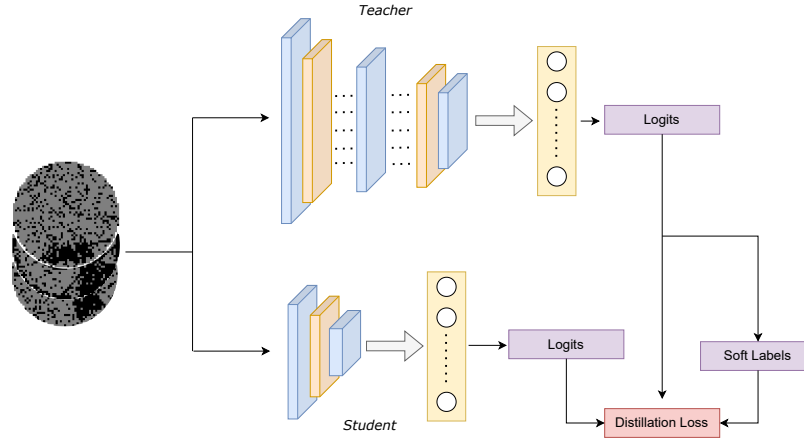 Teacher
Logits
Logits
Soft Labels
Distillation Loss
Student